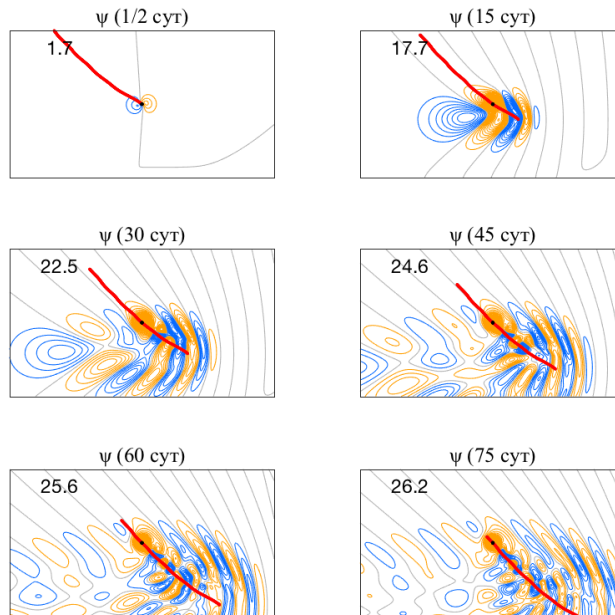 ψ (1/2 сут)
ψ (15 сут)
1.7
17.7
ψ (30 сут)
ψ (45 сут)
22.5
24.6
ψ (60 сут)
ψ (75 сут)
25.6
26.2